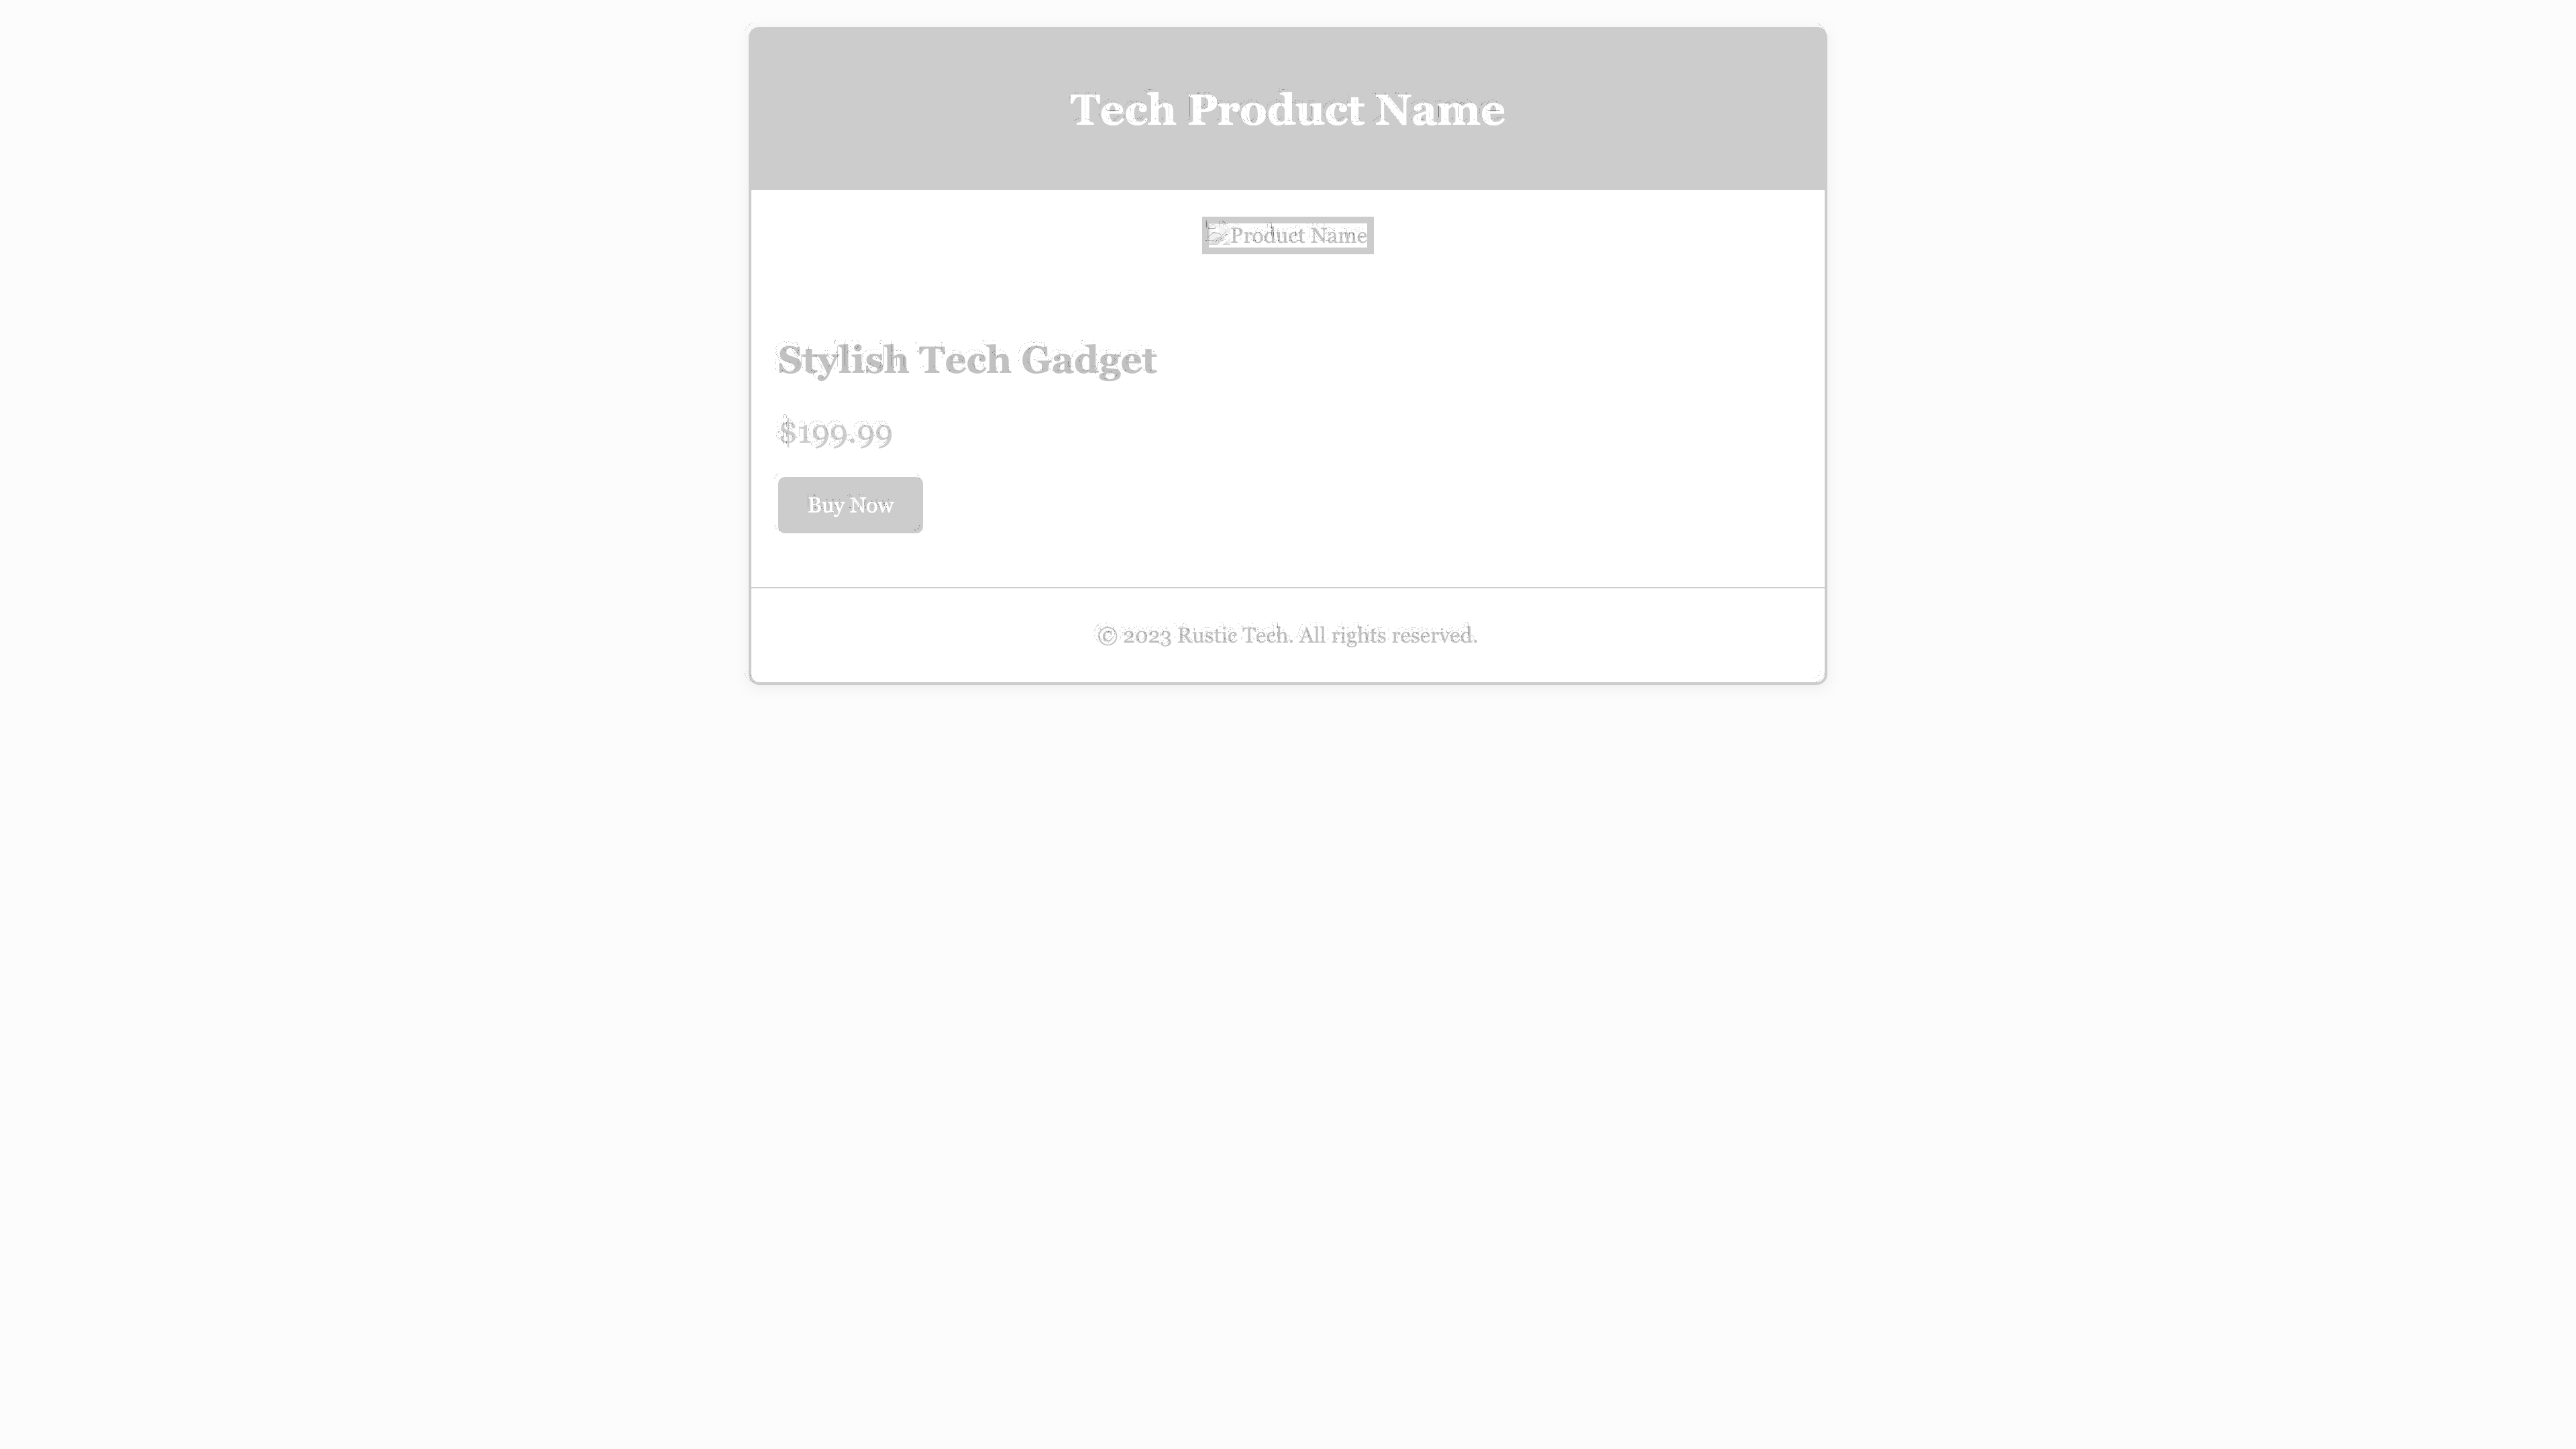 Tech Product Name
Product Name
Stylish Tech Gadget
$199.99
Buy Now
© 2023 Rustic Tech. All rights reserved.